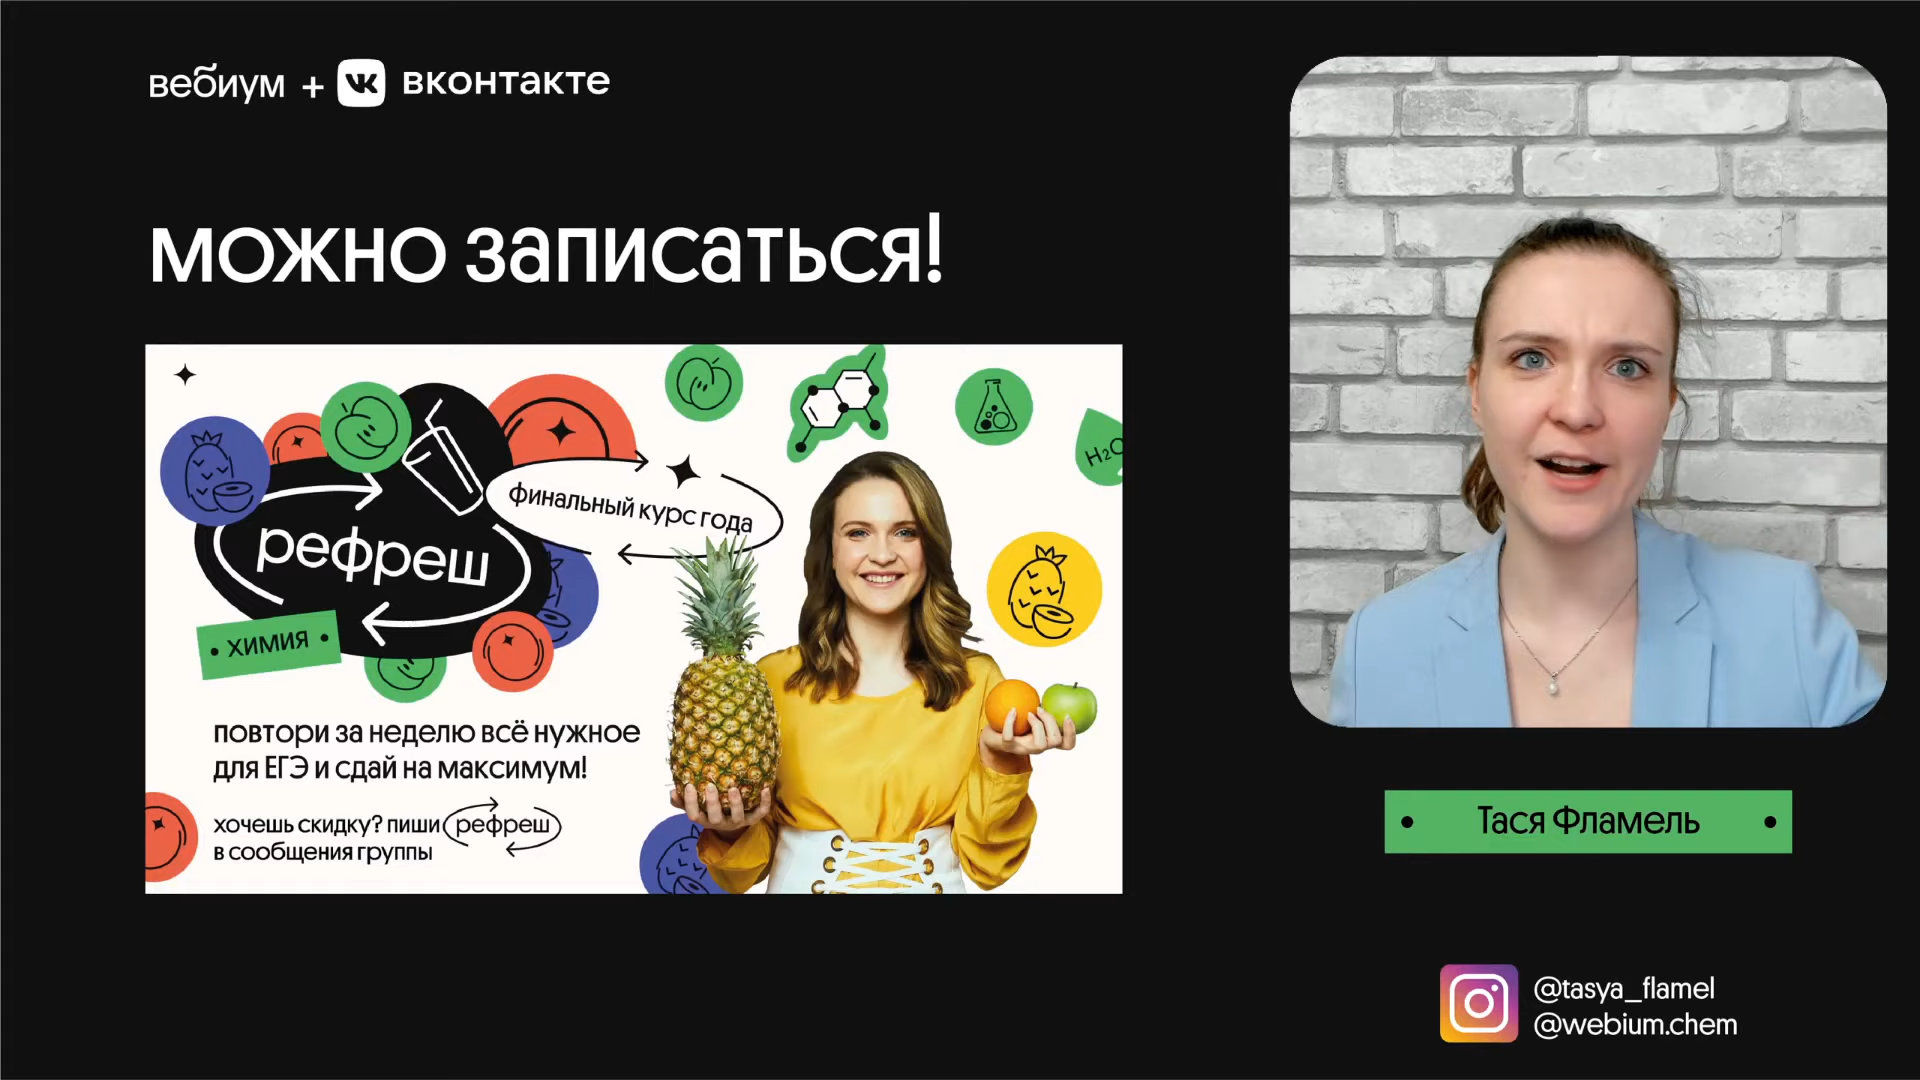 вебиум + вконтакте
можно записаться!
финальный курс года
рефреш
• химия •
H₂O
повтори за неделю всё нужное
для ЕГЭ и сдай на максимум!
хочешь скидку? пиши рефреш
в сообщения группы
• Тася Фламель •
@tasya_flamel
@webium.chem